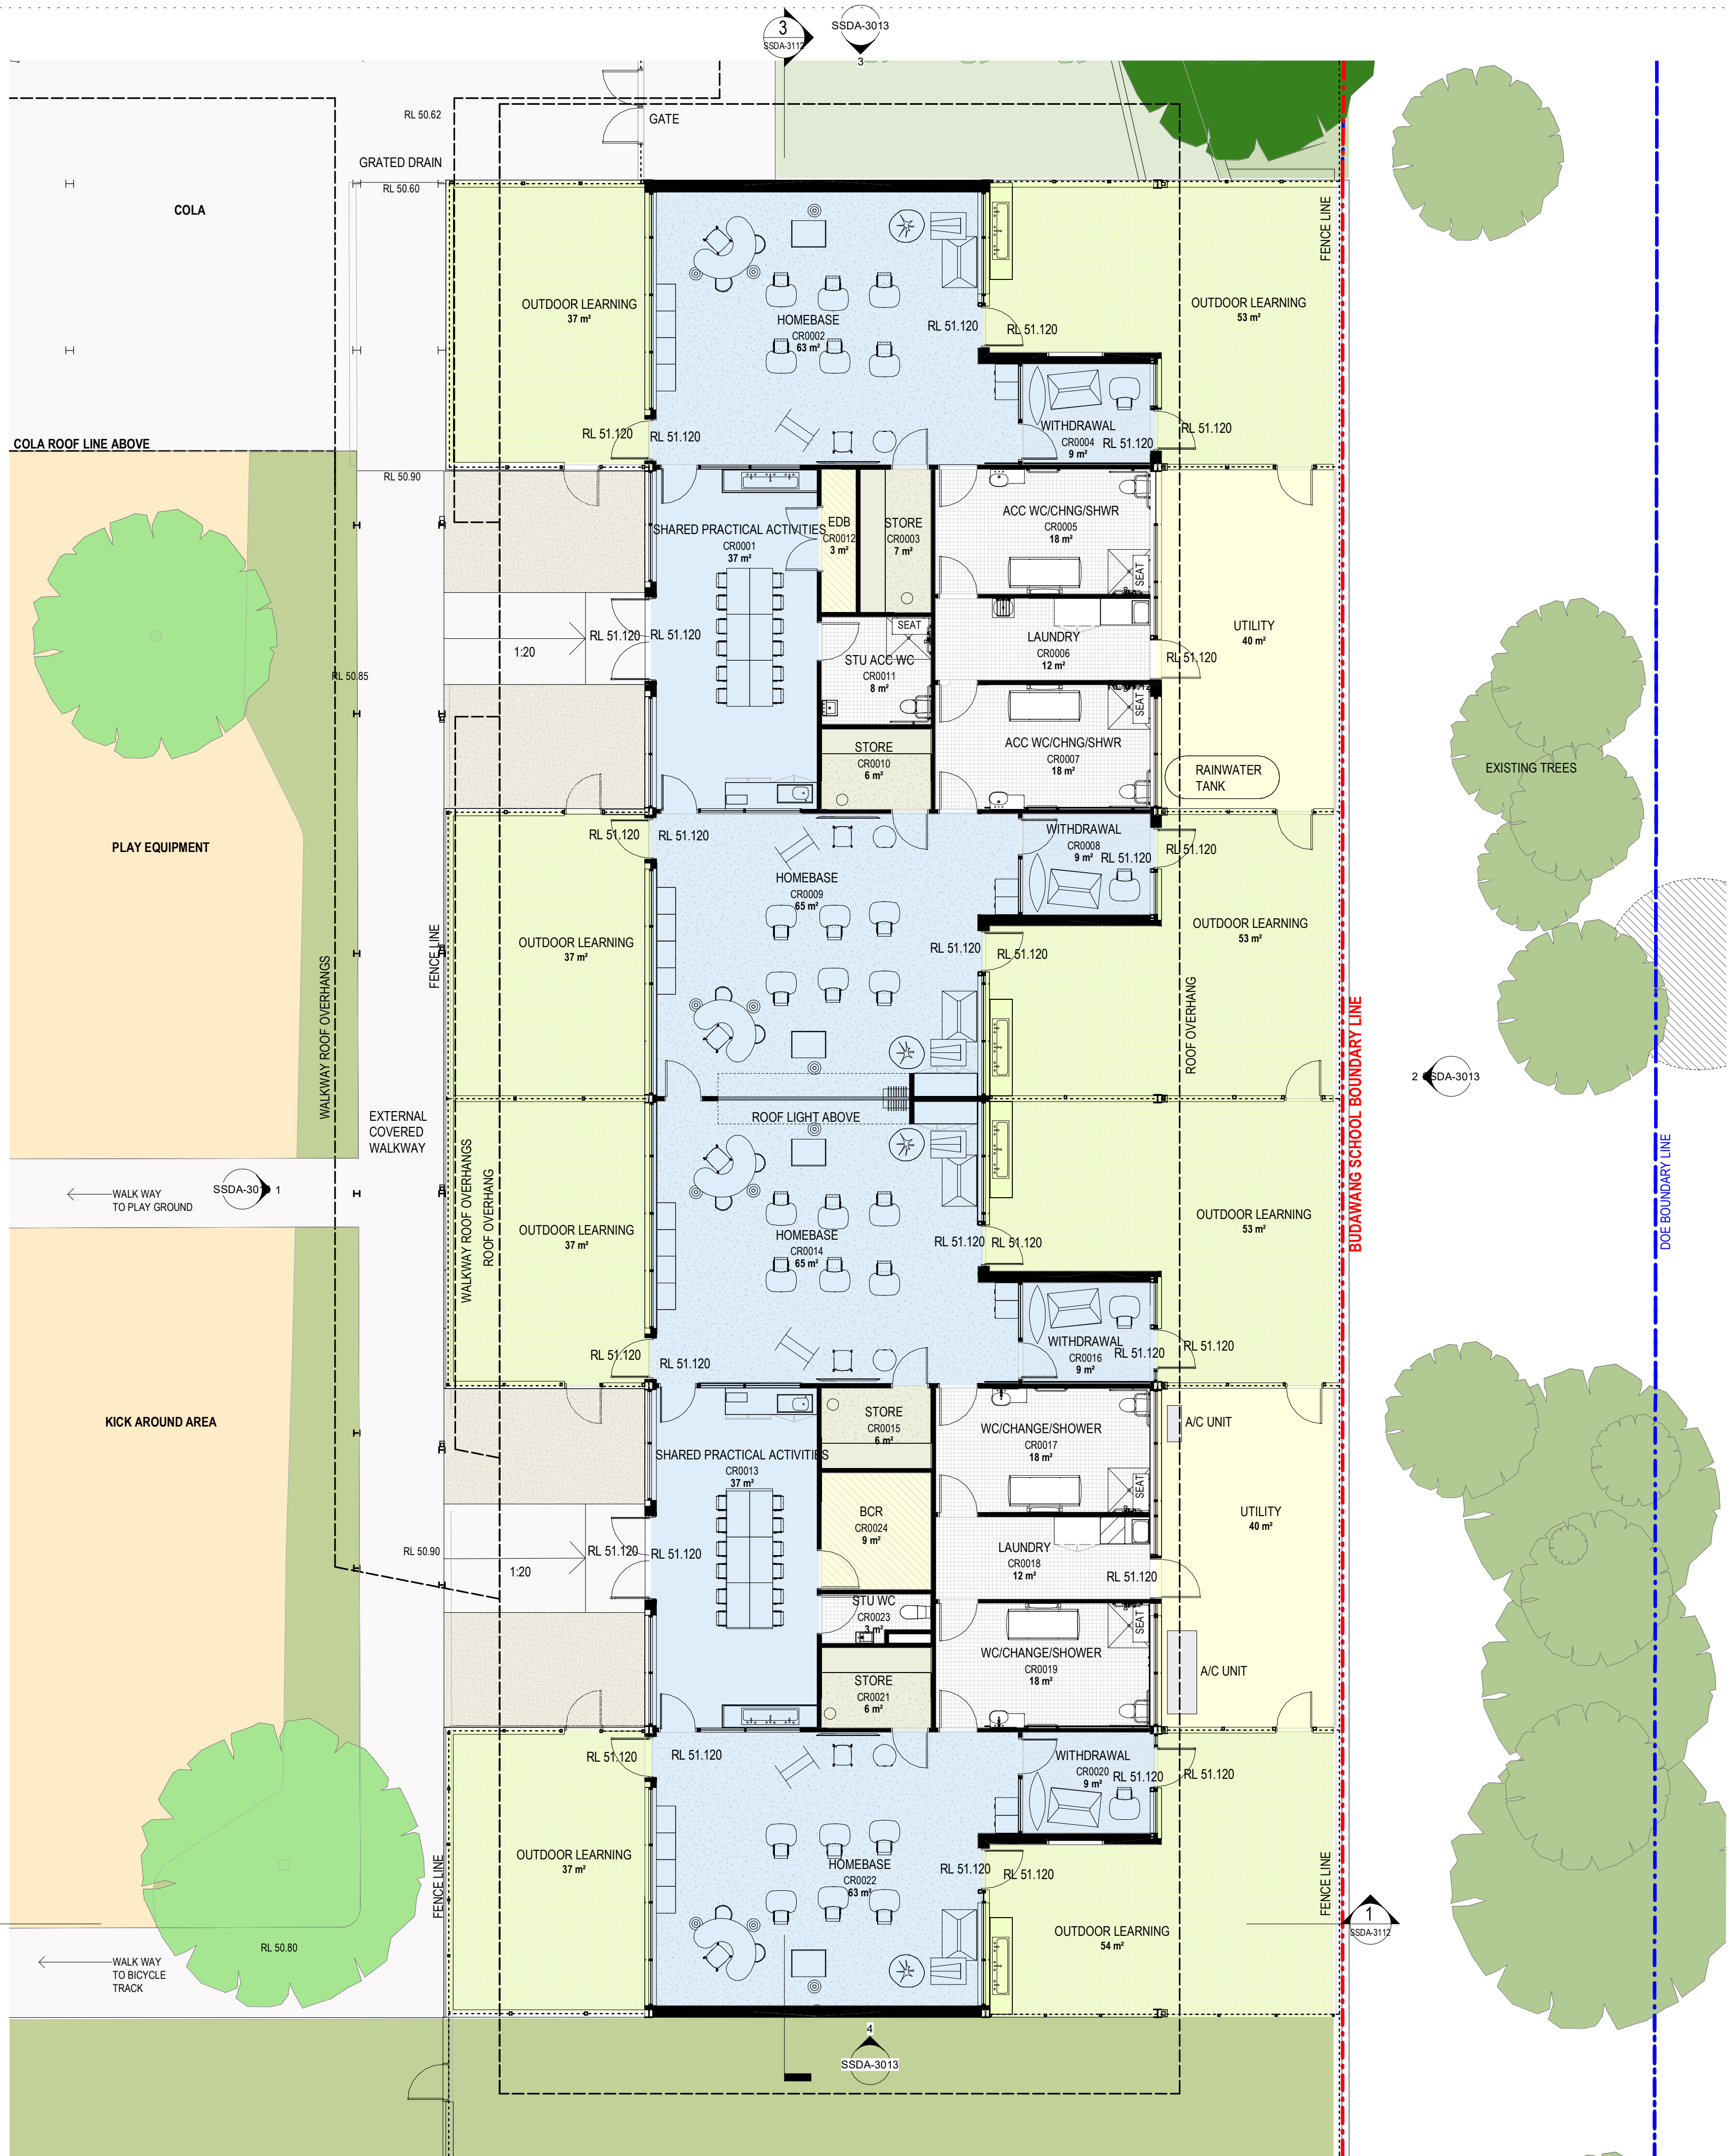 3
SSDA-3112
SSDA-3013
3
RL 50.62
GATE
GRATED DRAIN
RL 50.60
COLA
FENCE LINE
OUTDOOR LEARNING
37 m²
HOMEBASE
CR0002
63 m²
RL 51.120
RL 51.120
OUTDOOR LEARNING
53 m²
COLA ROOF LINE ABOVE
RL 51.120
RL 51.120
WITHDRAWAL
CR0004
9 m²
RL 51.120
RL 51.120
RL 50.90
SHARED PRACTICAL ACTIVITIES
CR0001
37 m²
EDB
CR0012
3 m²
STORE
CR0003
7 m²
ACC WC/CHNG/SHWR
CR0005
18 m²
SEAT
1:20
RL 51.120
RL 51.120
SEAT
STU ACC WC
CR0011
8 m²
LAUNDRY
CR0006
12 m²
RL 51.120
UTILITY
40 m²
RL 50.85
SEAT
STORE
CR0010
6 m²
ACC WC/CHNG/SHWR
CR0007
18 m²
RAINWATER
TANK
EXISTING TREES
PLAY EQUIPMENT
RL 51.120
RL 51.120
WITHDRAWAL
CR0008
9 m²
RL 51.120
RL 51.120
HOMEBASE
CR0009
65 m²
OUTDOOR LEARNING
37 m²
RL 51.120
RL 51.120
OUTDOOR LEARNING
53 m²
FENCE LINE
WALKWAY ROOF OVERHANGS
ROOF OVERHANG
BUDAWANG SCHOOL BOUNDARY LINE
2
SSDA-3013
DOE BOUNDARY LINE
EXTERNAL
COVERED
WALKWAY
ROOF LIGHT ABOVE
WALKWAY ROOF OVERHANGS
ROOF OVERHANG
1
WALK WAY
TO PLAY GROUND
OUTDOOR LEARNING
37 m²
HOMEBASE
CR0014
65 m²
RL 51.120
RL 51.120
OUTDOOR LEARNING
53 m²
RL 51.120
RL 51.120
WITHDRAWAL
CR0016
9 m²
RL 51.120
RL 51.120
KICK AROUND AREA
SHARED PRACTICAL ACTIVITIES
CR0013
37 m²
STORE
CR0015
6 m²
WC/CHANGE/SHOWER
CR0017
18 m²
SEAT
A/C UNIT
UTILITY
40 m²
RL 50.90
1:20
RL 51.120
RL 51.120
BCR
CR0024
9 m²
LAUNDRY
CR0018
12 m²
RL 51.120
STU WC
CR0023
3 m²
SEAT
STORE
CR0021
6 m²
WC/CHANGE/SHOWER
CR0019
18 m²
A/C UNIT
RL 51.120
RL 51.120
WITHDRAWAL
CR0020
9 m²
RL 51.120
RL 51.120
OUTDOOR LEARNING
37 m²
HOMEBASE
CR0022
63 m²
RL 51.120
RL 51.120
FENCE LINE
FENCE LINE
OUTDOOR LEARNING
54 m²
1
SSDA-3112
RL 50.80
WALK WAY
TO BICYCLE
TRACK
4
SSDA-3013